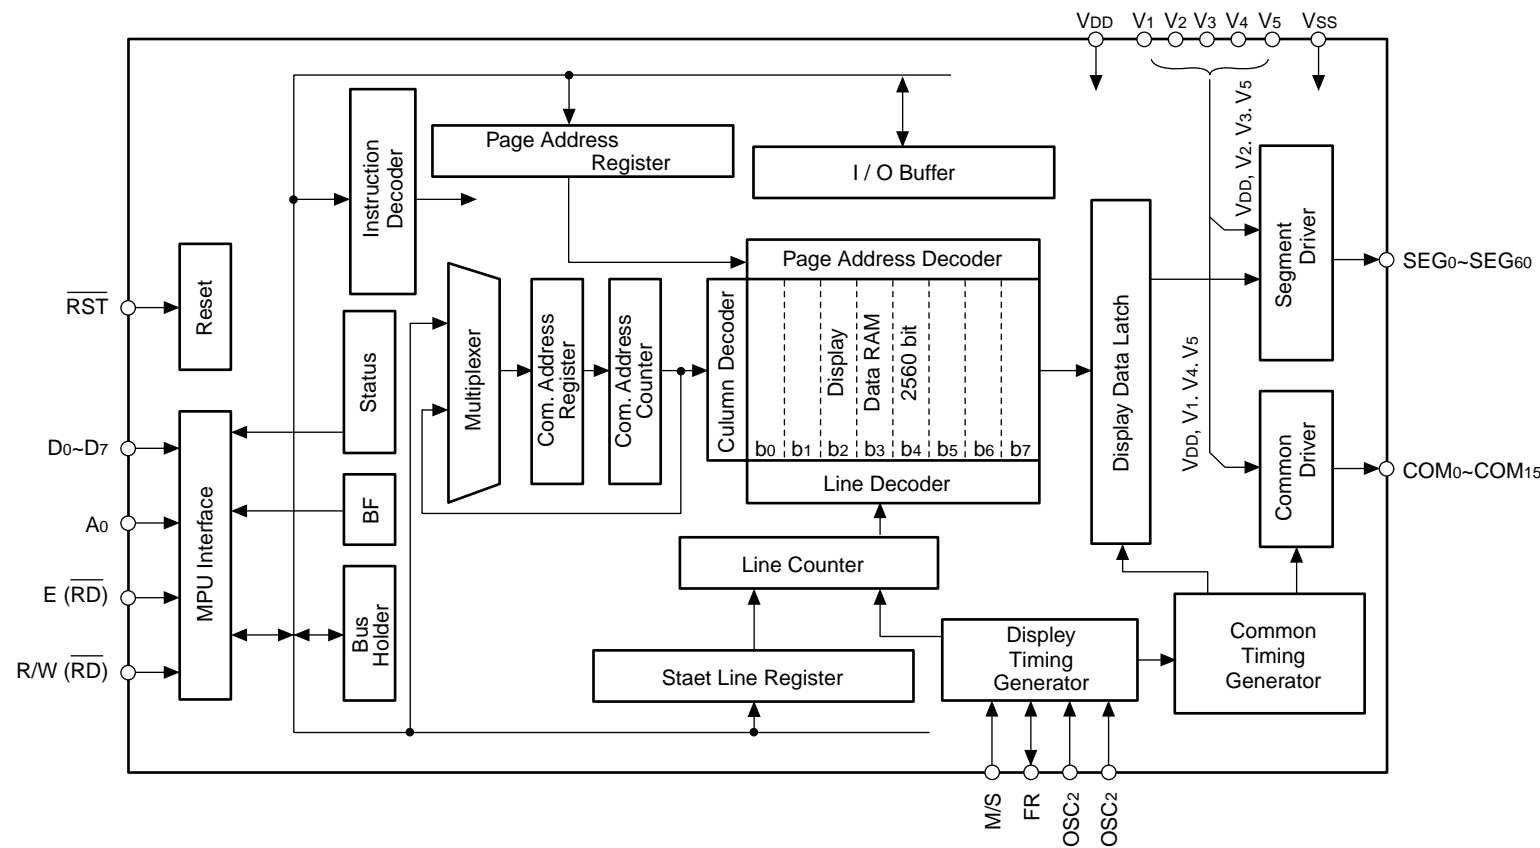 VDD V1 V2 V3 V4 V5 VSS
VDD, V2. V3. V5
Instruction
Decoder
Page Address
Register
I / O Buffer
RST
Reset
Status
Multiplexer
Com. Address
Register
Com. Address
Counter
Page Address Decoder
Culumn Decoder
Display
Data RAM
2560 bit
b0 b1 b2 b3 b4 b5 b6 b7
Line Decoder
Display Data Latch
Segment
Driver
SEG0~SEG60
VDD, V1. V4. V5
Common
Driver
COM0~COM15
D0~D7
A0
E (RD)
R/W (RD)
MPU Interface
BF
Bus
Holder
Line Counter
Staet Line Register
Display
Timing
Generator
Common
Timing
Generator
M/S
FR
OSC2
OSC2